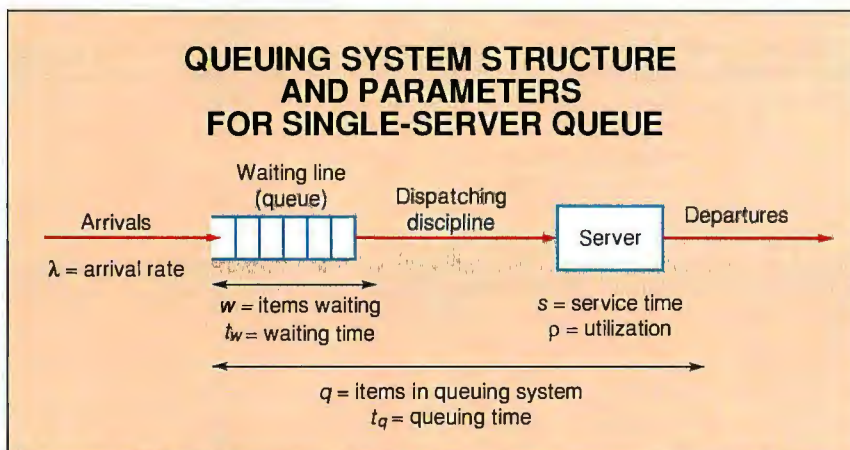 QUEUING SYSTEM STRUCTURE
AND PARAMETERS
FOR SINGLE-SERVER QUEUE
Waiting line
(queue)
Arrivals
Dispatching
discipline
Server
Departures
λ = arrival rate
w = items waiting
tw = waiting time
s = service time
ρ = utilization
q = items in queuing system
tq = queuing time